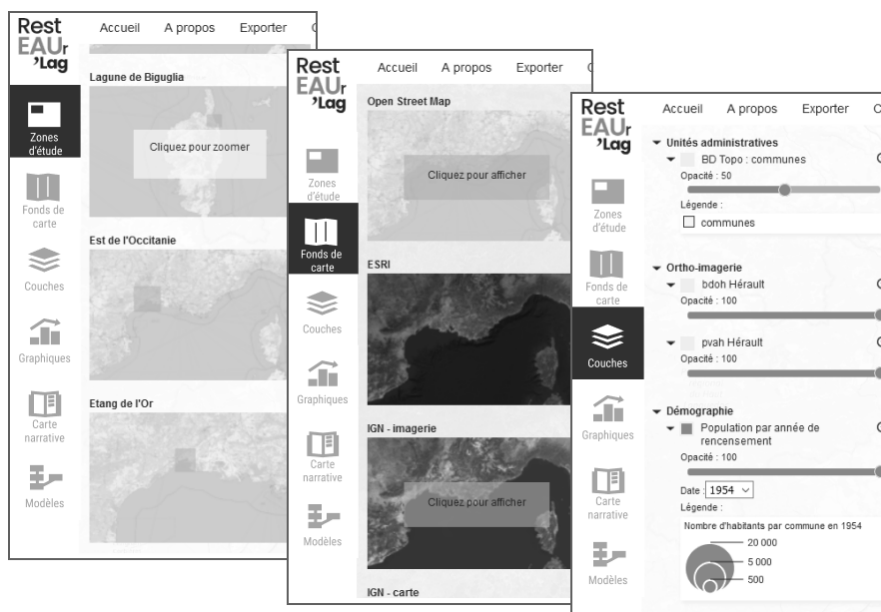 Rest
EAUr
'Lag
Accueil A propos Exporter
Lagune de Biguglia
Cliquez pour zoomer
Zones
d'étude
Fonds de
carte
Est de l'Occitanie
Couches
Graphiques
Etang de l'Or
Carte
narrative
Modèles
Rest
EAUr
'Lag
Accueil A propos Exporter
Open Street Map
Cliquez pour afficher
Zones
d'étude
Fonds de
carte
ESRI
Couches
Graphiques
IGN - imagerie
Cliquez pour afficher
Carte
narrative
Modèles
IGN - carte
Rest
EAUr
'Lag
Accueil A propos Exporter
Unités administratives
BD Topo : communes
Opacité : 50
Légende :
communes
Zones
d'étude
Fonds de
carte
Ortho-imagerie
bdoh Hérault
Opacité : 100
pvah Hérault
Opacité : 100
Couches
Démographie
Population par année de
rencensement
Opacité : 100
Graphiques
Date : 1954
Légende :
Nombre d'habitants par commune en 1954
20 000
5 000
500
Carte
narrative
Modèles